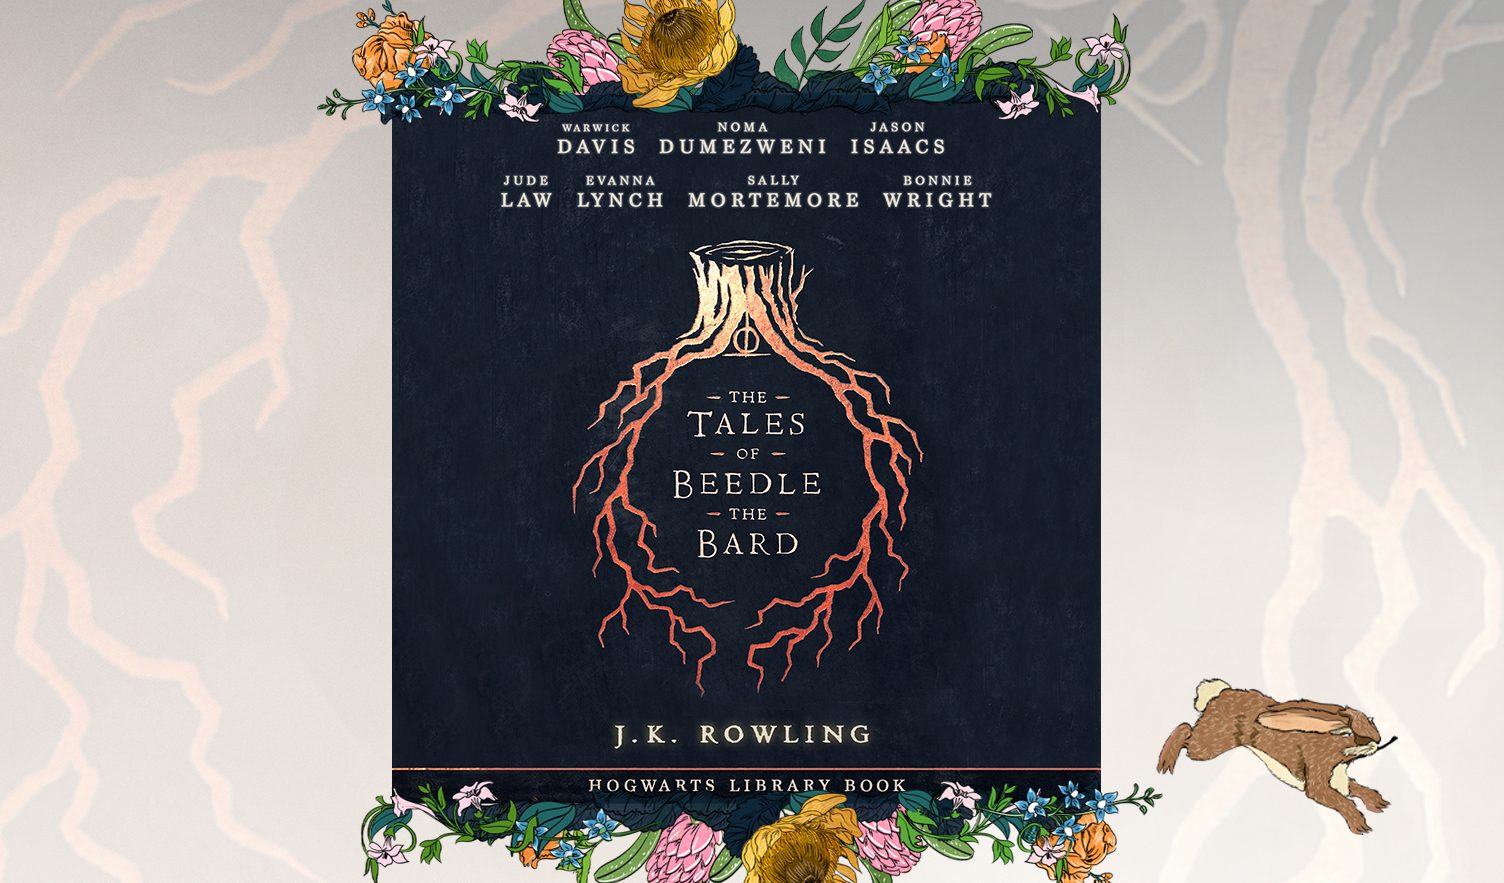 WARWICK NOMA JASON
DAVIS DUMEZWENI ISAACS
JUDE EVANNA SALLY BONNIE
LAW LYNCH MORTEMORE WRIGHT
THE
TALES
OF
BEEDLE
THE
BARD
J.K. ROWLING
HOGWARTS LIBRARY BOOK